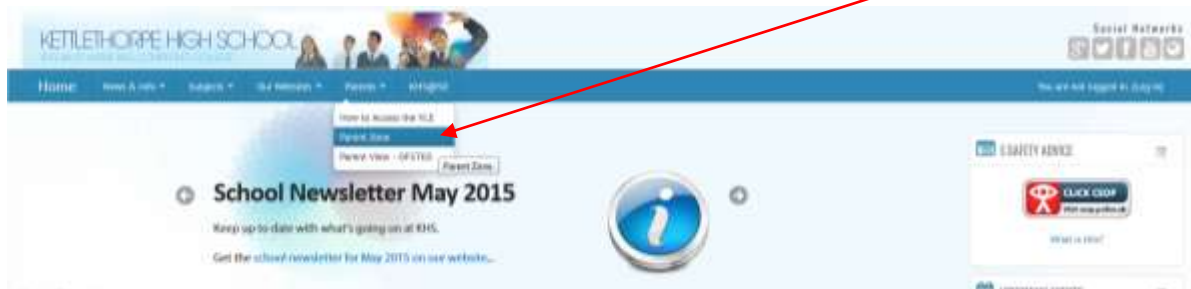 Social Networks
KETTLETHORPE HIGH SCHOOL
Home News & Info Subjects Our Websites Parents
You are not logged in. (Log in)
How to Access the VLE
Parent Zone
Parent View - OFSTED
Parent Zone
E SAFETY ADVICE
School Newsletter May 2015
CLICK CEOP
Keep up to date with what's going on at KHS.
What is this?
Get the school newsletter for May 2015 on our website...